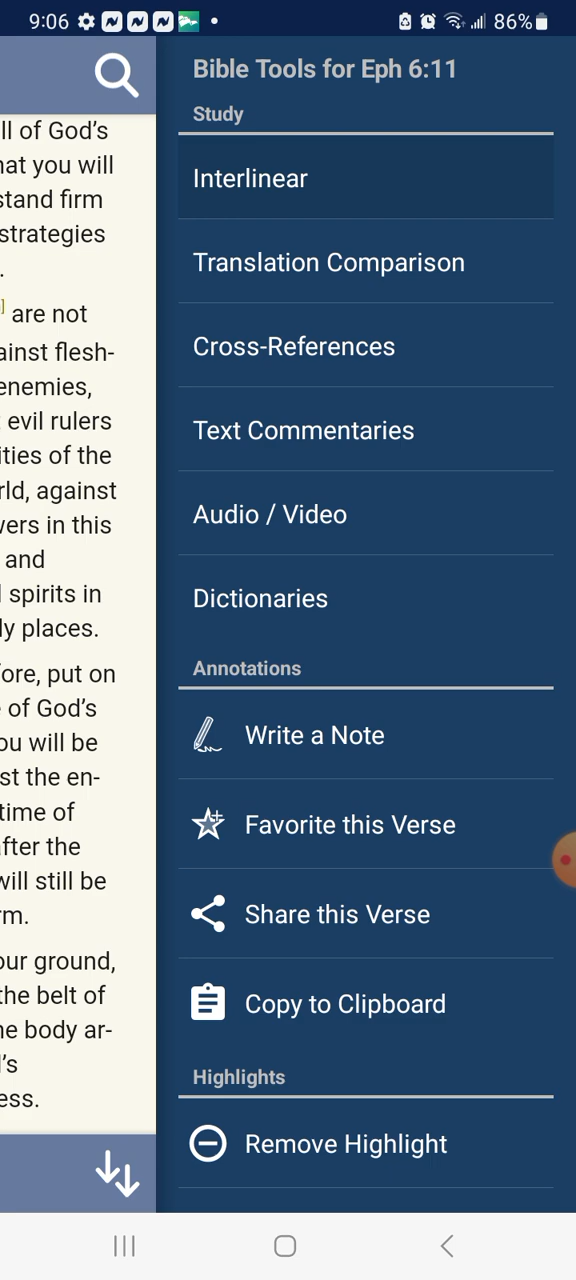 9:06
86%
ll of God's
nat you will
stand firm
strategies
.
] are not
ainst flesh-
enemies,
evil rulers
ities of the
rld, against
vers in this
and
l spirits in
ly places.
fore, put on
of God's
ou will be
st the en-
time of
after the
will still be
rm.
our ground,
the belt of
he body ar-
l's
ess.
Bible Tools for Eph 6:11
Study
Interlinear
Translation Comparison
Cross-References
Text Commentaries
Audio / Video
Dictionaries
Annotations
Write a Note
Favorite this Verse
Share this Verse
Copy to Clipboard
Highlights
Remove Highlight